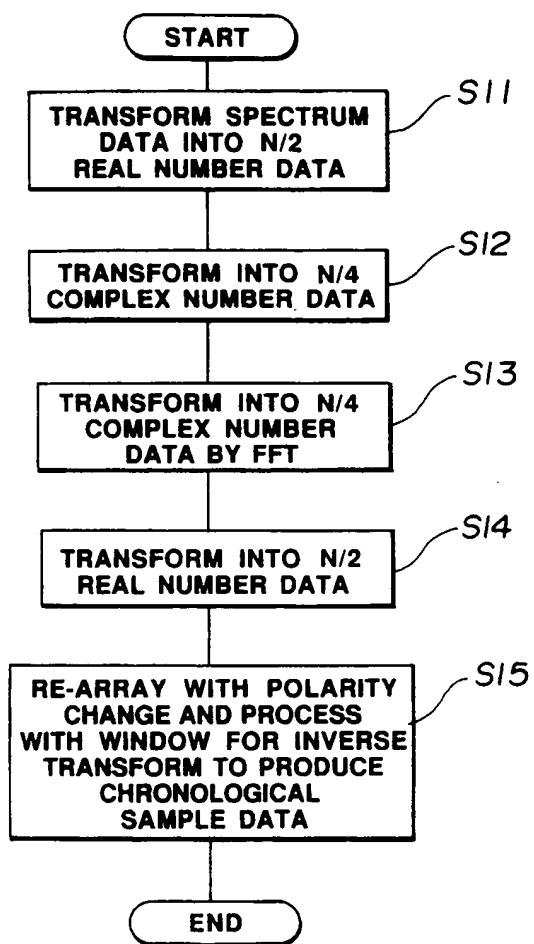 START
TRANSFORM SPECTRUM
DATA INTO N/2
REAL NUMBER DATA
S11
TRANSFORM INTO N/4
COMPLEX NUMBER DATA
S12
TRANSFORM INTO N/4
COMPLEX NUMBER
DATA BY FFT
S13
TRANSFORM INTO N/2
REAL NUMBER DATA
S14
RE-ARRAY WITH POLARITY
CHANGE AND PROCESS
WITH WINDOW FOR INVERSE
TRANSFORM TO PRODUCE
CHRONOLOGICAL
SAMPLE DATA
S15
END